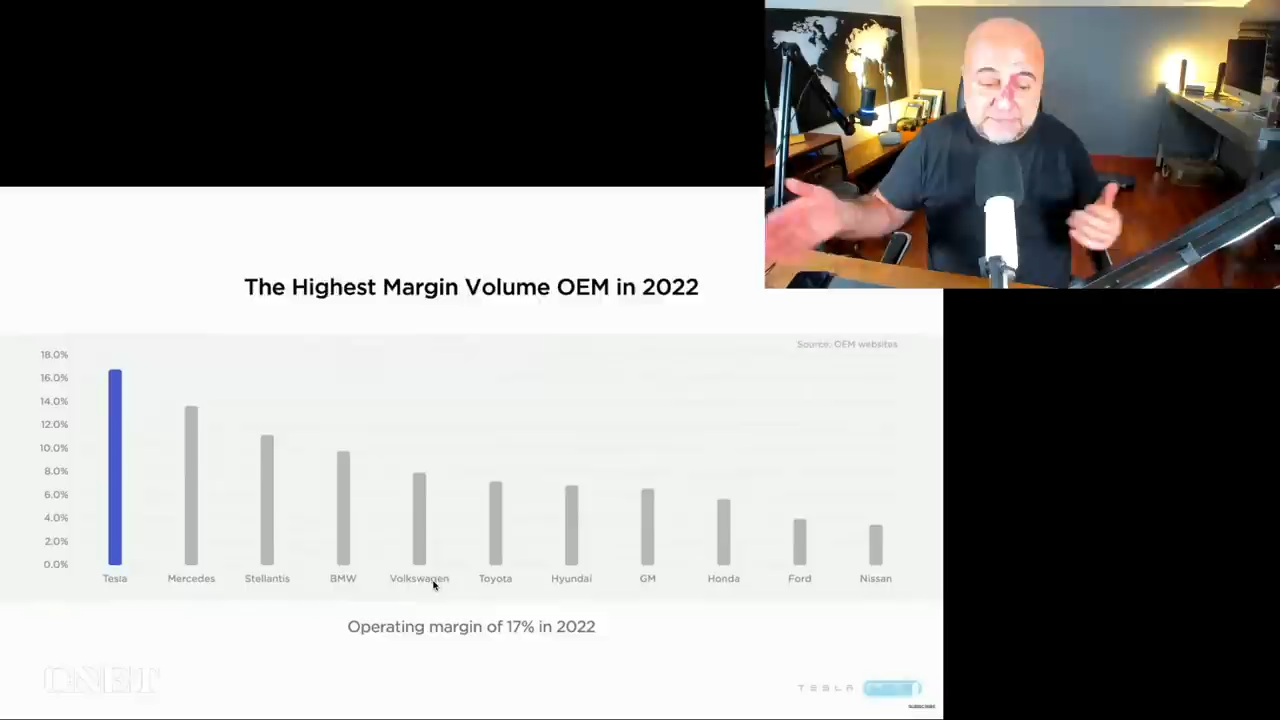 The Highest Margin Volume OEM in 2022
Source: OEM websites
18.0%
16.0%
14.0%
12.0%
10.0%
8.0%
6.0%
4.0%
2.0%
0.0%
Tesla Mercedes Stellantis BMW Volkswagen Toyota Hyundai GM Honda Ford Nissan
Operating margin of 17% in 2022
CNET
TESLA
SUBSCRIBE